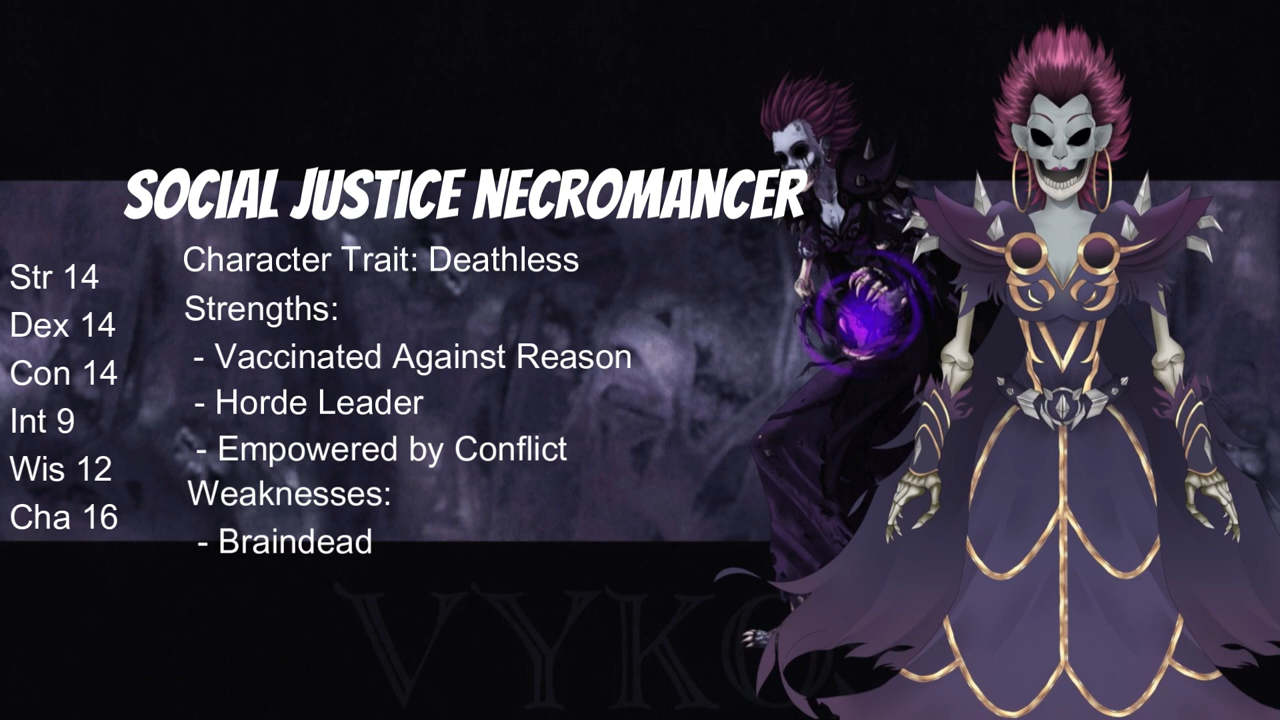 SOCIAL JUSTICE NECROMANCER
Str 14
Dex 14
Con 14
Int 9
Wis 12
Cha 16
Character Trait: Deathless
Strengths:
- Vaccinated Against Reason
- Horde Leader
- Empowered by Conflict
Weaknesses:
- Braindead